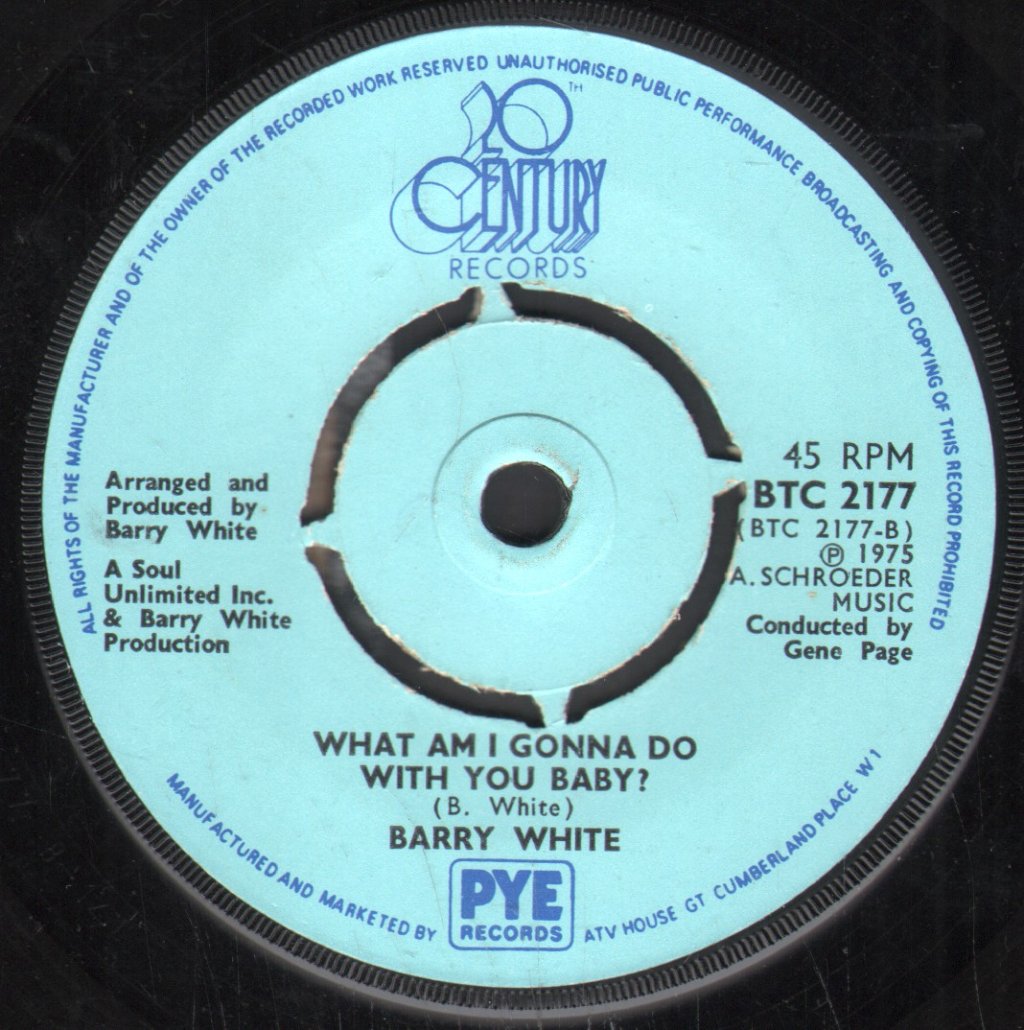 ALL RIGHTS OF THE MANUFACTURER AND OF THE OWNER OF THE RECORDED WORK RESERVED UNAUTHORISED PUBLIC PERFORMANCE BROADCASTING AND COPYING OF THIS RECORD PROHIBITED
20TH
CENTURY
RECORDS
Arranged and
Produced by
Barry White
A Soul
Unlimited Inc.
& Barry White
Production
45 RPM
BTC 2177
(BTC 2177-B)
℗ 1975
A. SCHROEDER
MUSIC
Conducted by
Gene Page
WHAT AM I GONNA DO
WITH YOU BABY?
(B. White)
BARRY WHITE
MANUFACTURED AND MARKETED BY
PYE
RECORDS
ATV HOUSE GT CUMBERLAND PLACE W1